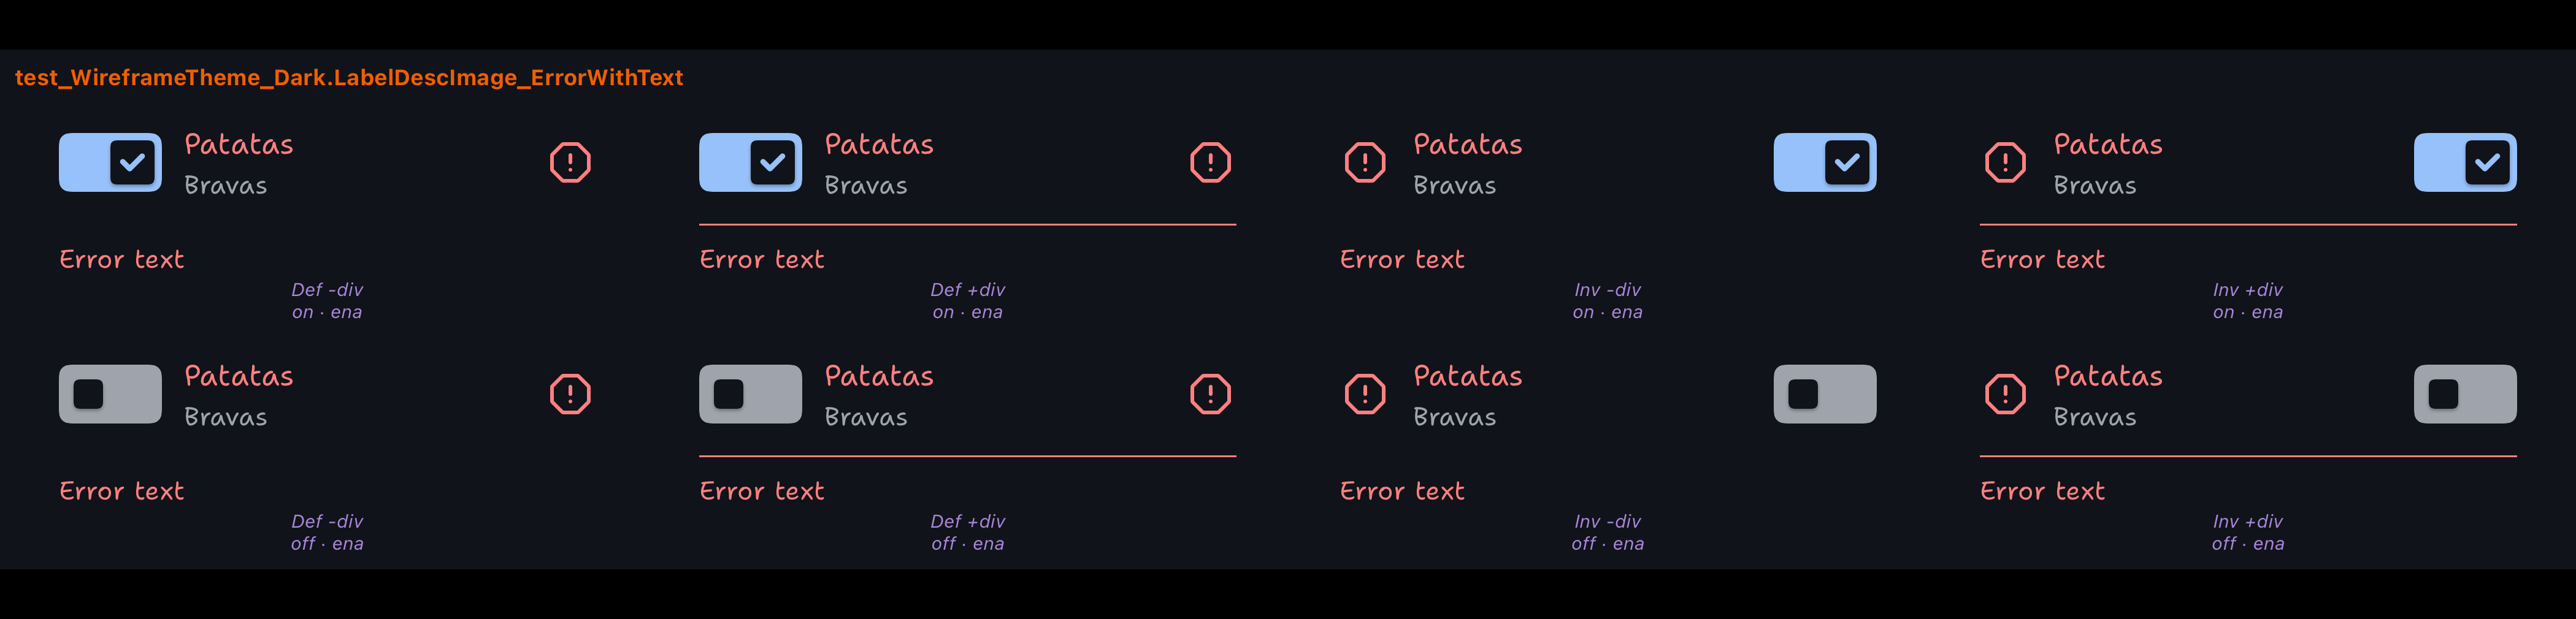 test_WireframeTheme_Dark.LabelDescImage_ErrorWithText
Patatas
Bravas
Error text
Def -div
on · ena
Patatas
Bravas
Error text
Def +div
on · ena
Patatas
Bravas
Error text
Inv -div
on · ena
Patatas
Bravas
Error text
Inv +div
on · ena
Patatas
Bravas
Error text
Def -div
off · ena
Patatas
Bravas
Error text
Def +div
off · ena
Patatas
Bravas
Error text
Inv -div
off · ena
Patatas
Bravas
Error text
Inv +div
off · ena